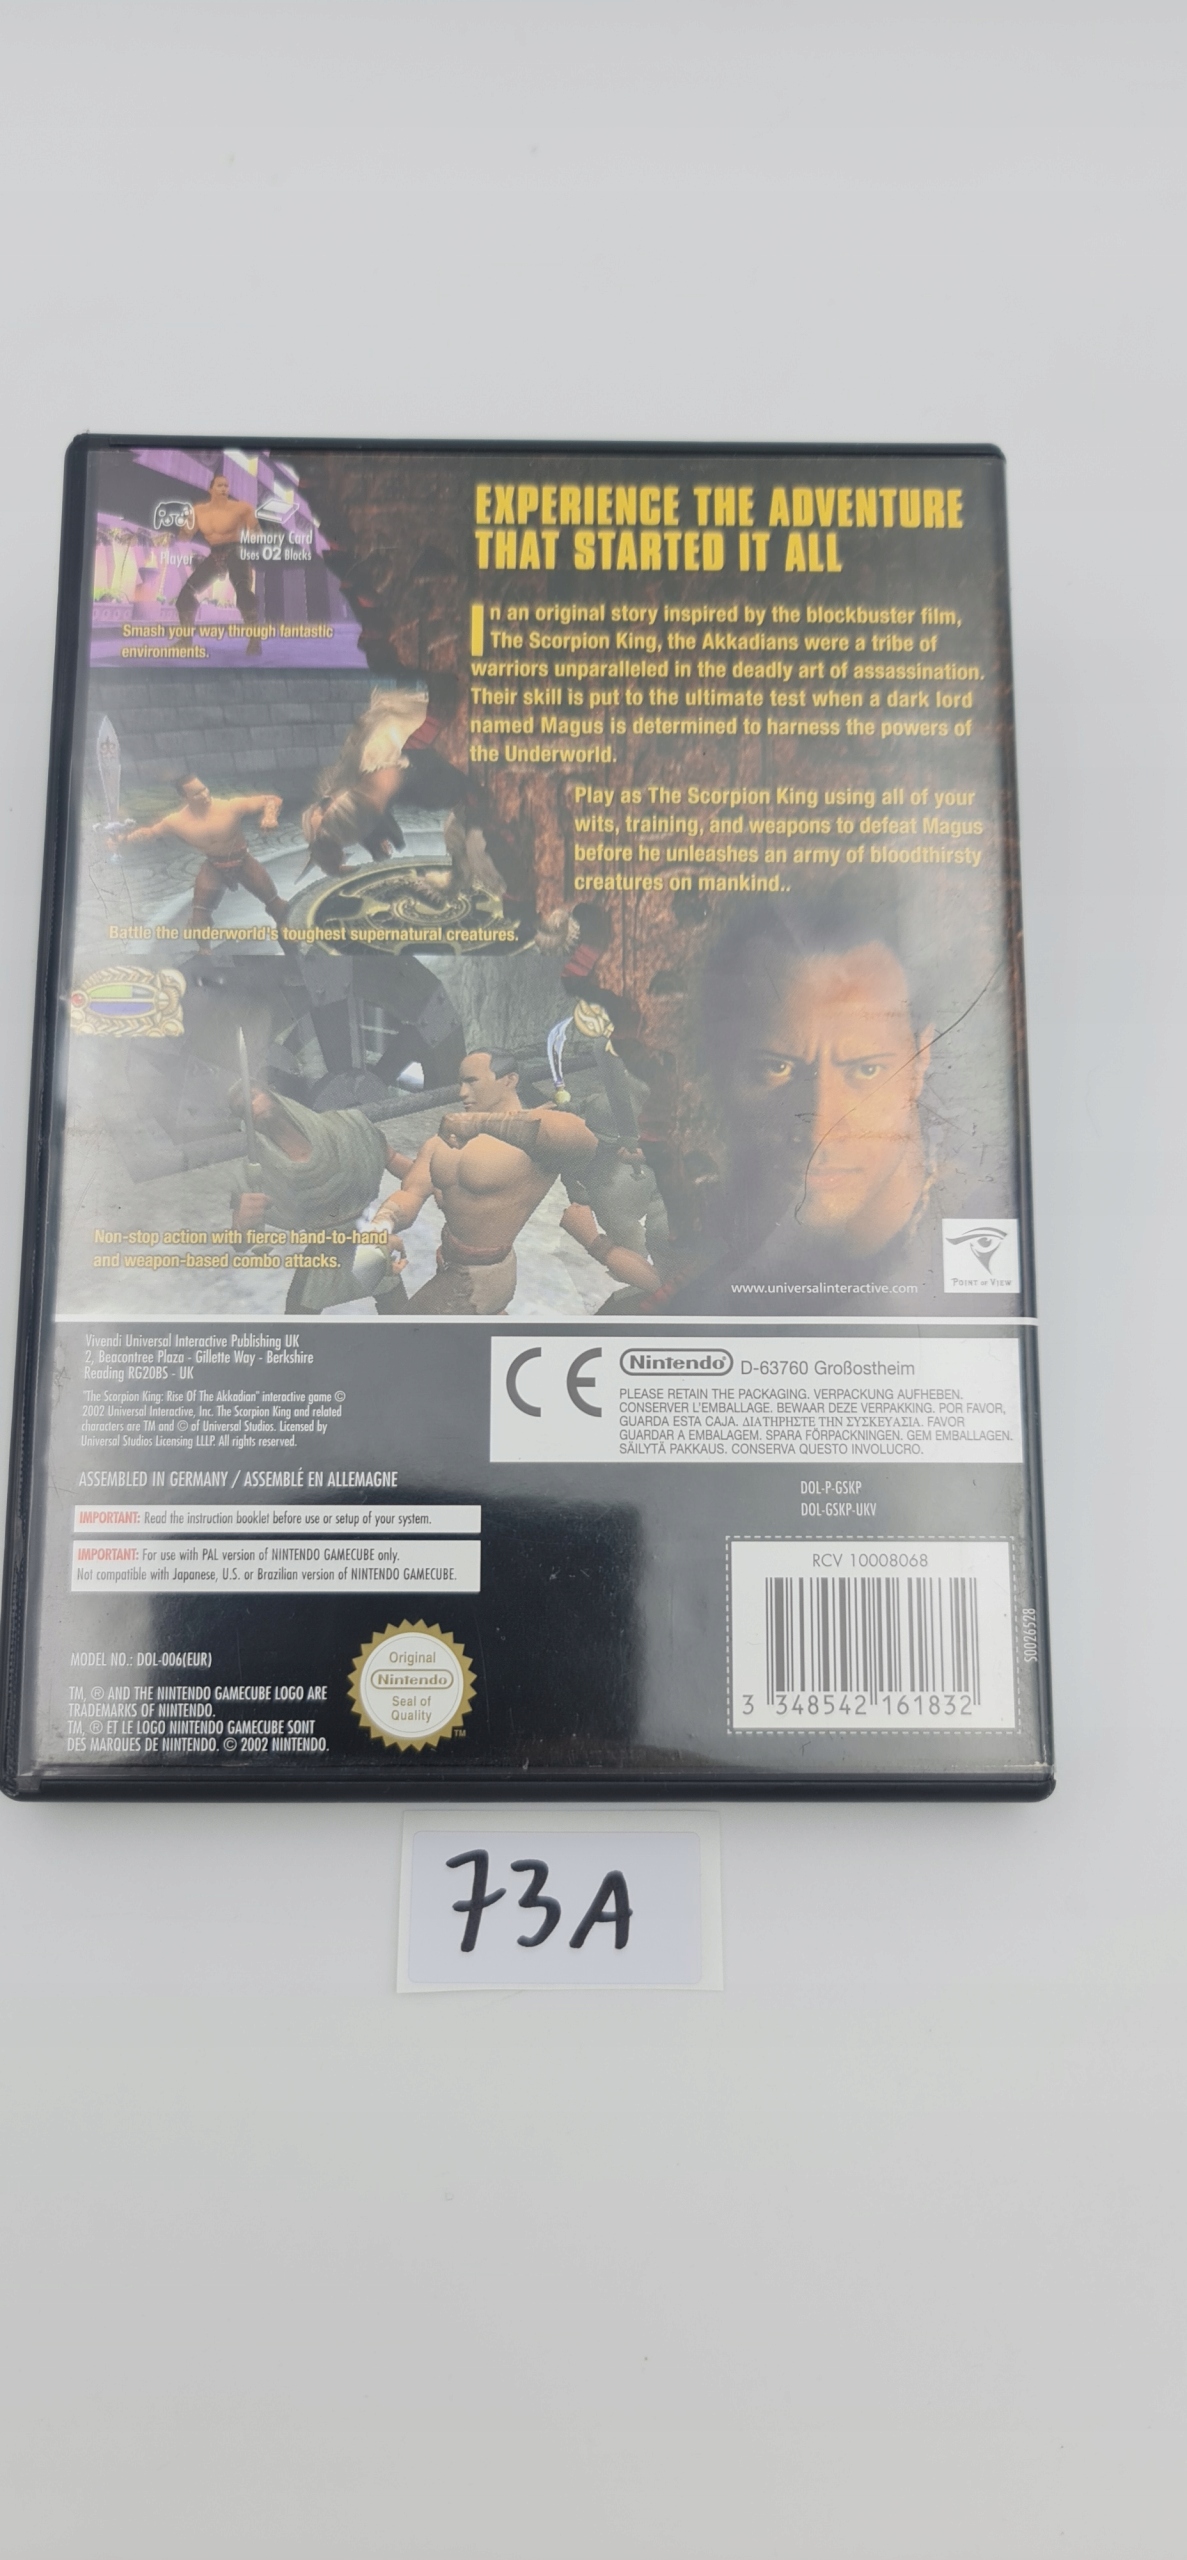 EXPERIENCE THE ADVENTURE
THAT STARTED IT ALL
Player
Memory Card
Uses 02 Blocks
Smash your way through fantastic
environments.
In an original story inspired by the blockbuster film,
The Scorpion King, the Akkadians were a tribe of
warriors unparalleled in the deadly art of assassination.
Their skill is put to the ultimate test when a dark lord
named Magus is determined to harness the powers of
the Underworld.
Play as The Scorpion King using all of your
wits, training, and weapons to defeat Magus
before he unleashes an army of bloodthirsty
creatures on mankind..
Battle the underworld's toughest supernatural creatures.
Non-stop action with fierce hand-to-hand
and weapon-based combo attacks.
www.universalinteractive.com
POINT OF VIEW
Vivendi Universal Interactive Publishing UK
2, Beacontree Plaza - Gillette Way - Berkshire
Reading RG20BS - UK
"The Scorpion King: Rise Of The Akkadian" interactive game ©
2002 Universal Interactive, Inc. The Scorpion King and related
characters are TM and © of Universal Studios. Licensed by
Universal Studios Licensing LLLP. All rights reserved.
ASSEMBLED IN GERMANY / ASSEMBLÉ EN ALLEMAGNE
IMPORTANT: Read the instruction booklet before use or setup of your system.
IMPORTANT: For use with PAL version of NINTENDO GAMECUBE only.
Not compatible with Japanese, U.S. or Brazilian version of NINTENDO GAMECUBE.
CE
Nintendo® D-63760 Großostheim
PLEASE RETAIN THE PACKAGING. VERPACKUNG AUFHEBEN.
CONSERVER L'EMBALLAGE. BEWAAR DEZE VERPAKKING. POR FAVOR,
GUARDA ESTA CAJA. ΔΙΑΤΗΡΗΣΤΕ ΤΗΝ ΣΥΣΚΕΥΑΣΙΑ. FAVOR
GUARDAR A EMBALAGEM. SPARA FÖRPACKNINGEN. GEM EMBALLAGEN.
SÄILYTÄ PAKKAUS. CONSERVA QUESTO INVOLUCRO.
DOL-P-GSKP
DOL-GSKP-UKV
RCV 10008068
3 348542 161832
S0026528
MODEL NO.: DOL-006(EUR)
TM, ® AND THE NINTENDO GAMECUBE LOGO ARE
TRADEMARKS OF NINTENDO.
TM, ® ET LE LOGO NINTENDO GAMECUBE SONT
DES MARQUES DE NINTENDO. © 2002 NINTENDO.
Original
Nintendo
Seal of
Quality
TM
73A